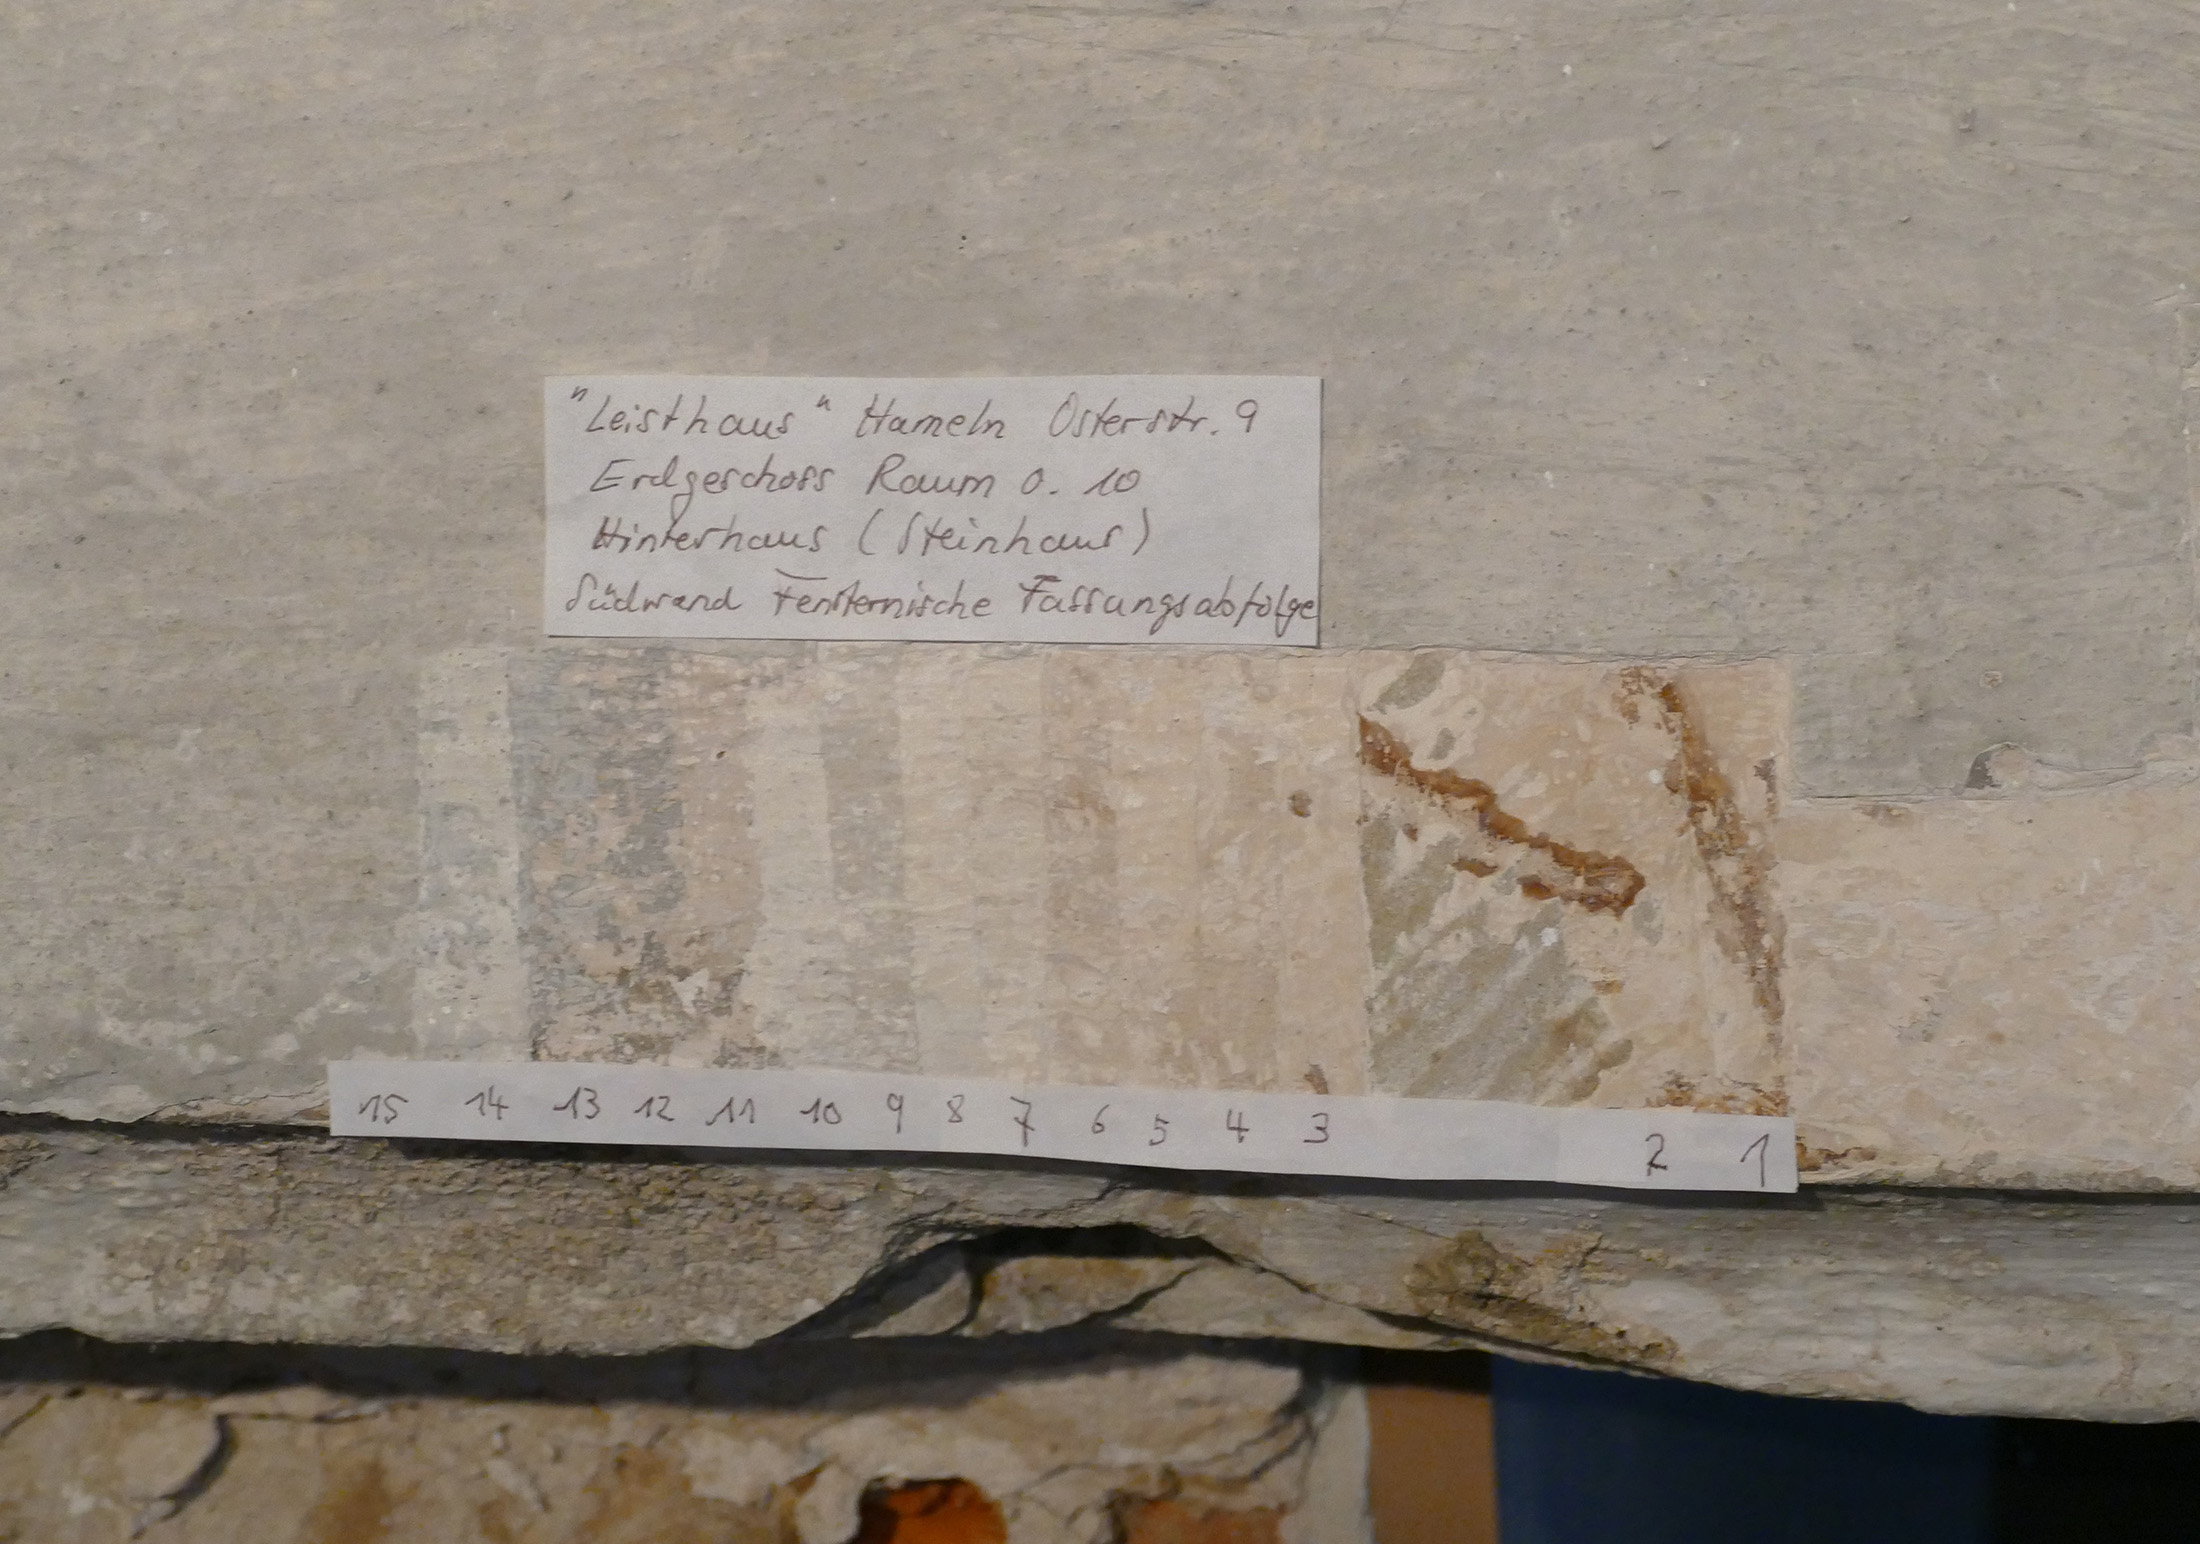 "Leisthaus" Hameln Osterstr. 9
Erdgeschoss Raum 0.10
Hinterhaus (Steinhaus)
Südwand Fensternische Fassungsabfolge
15 14 13 12 11 10 9 8 7 6 5 4 3 2 1